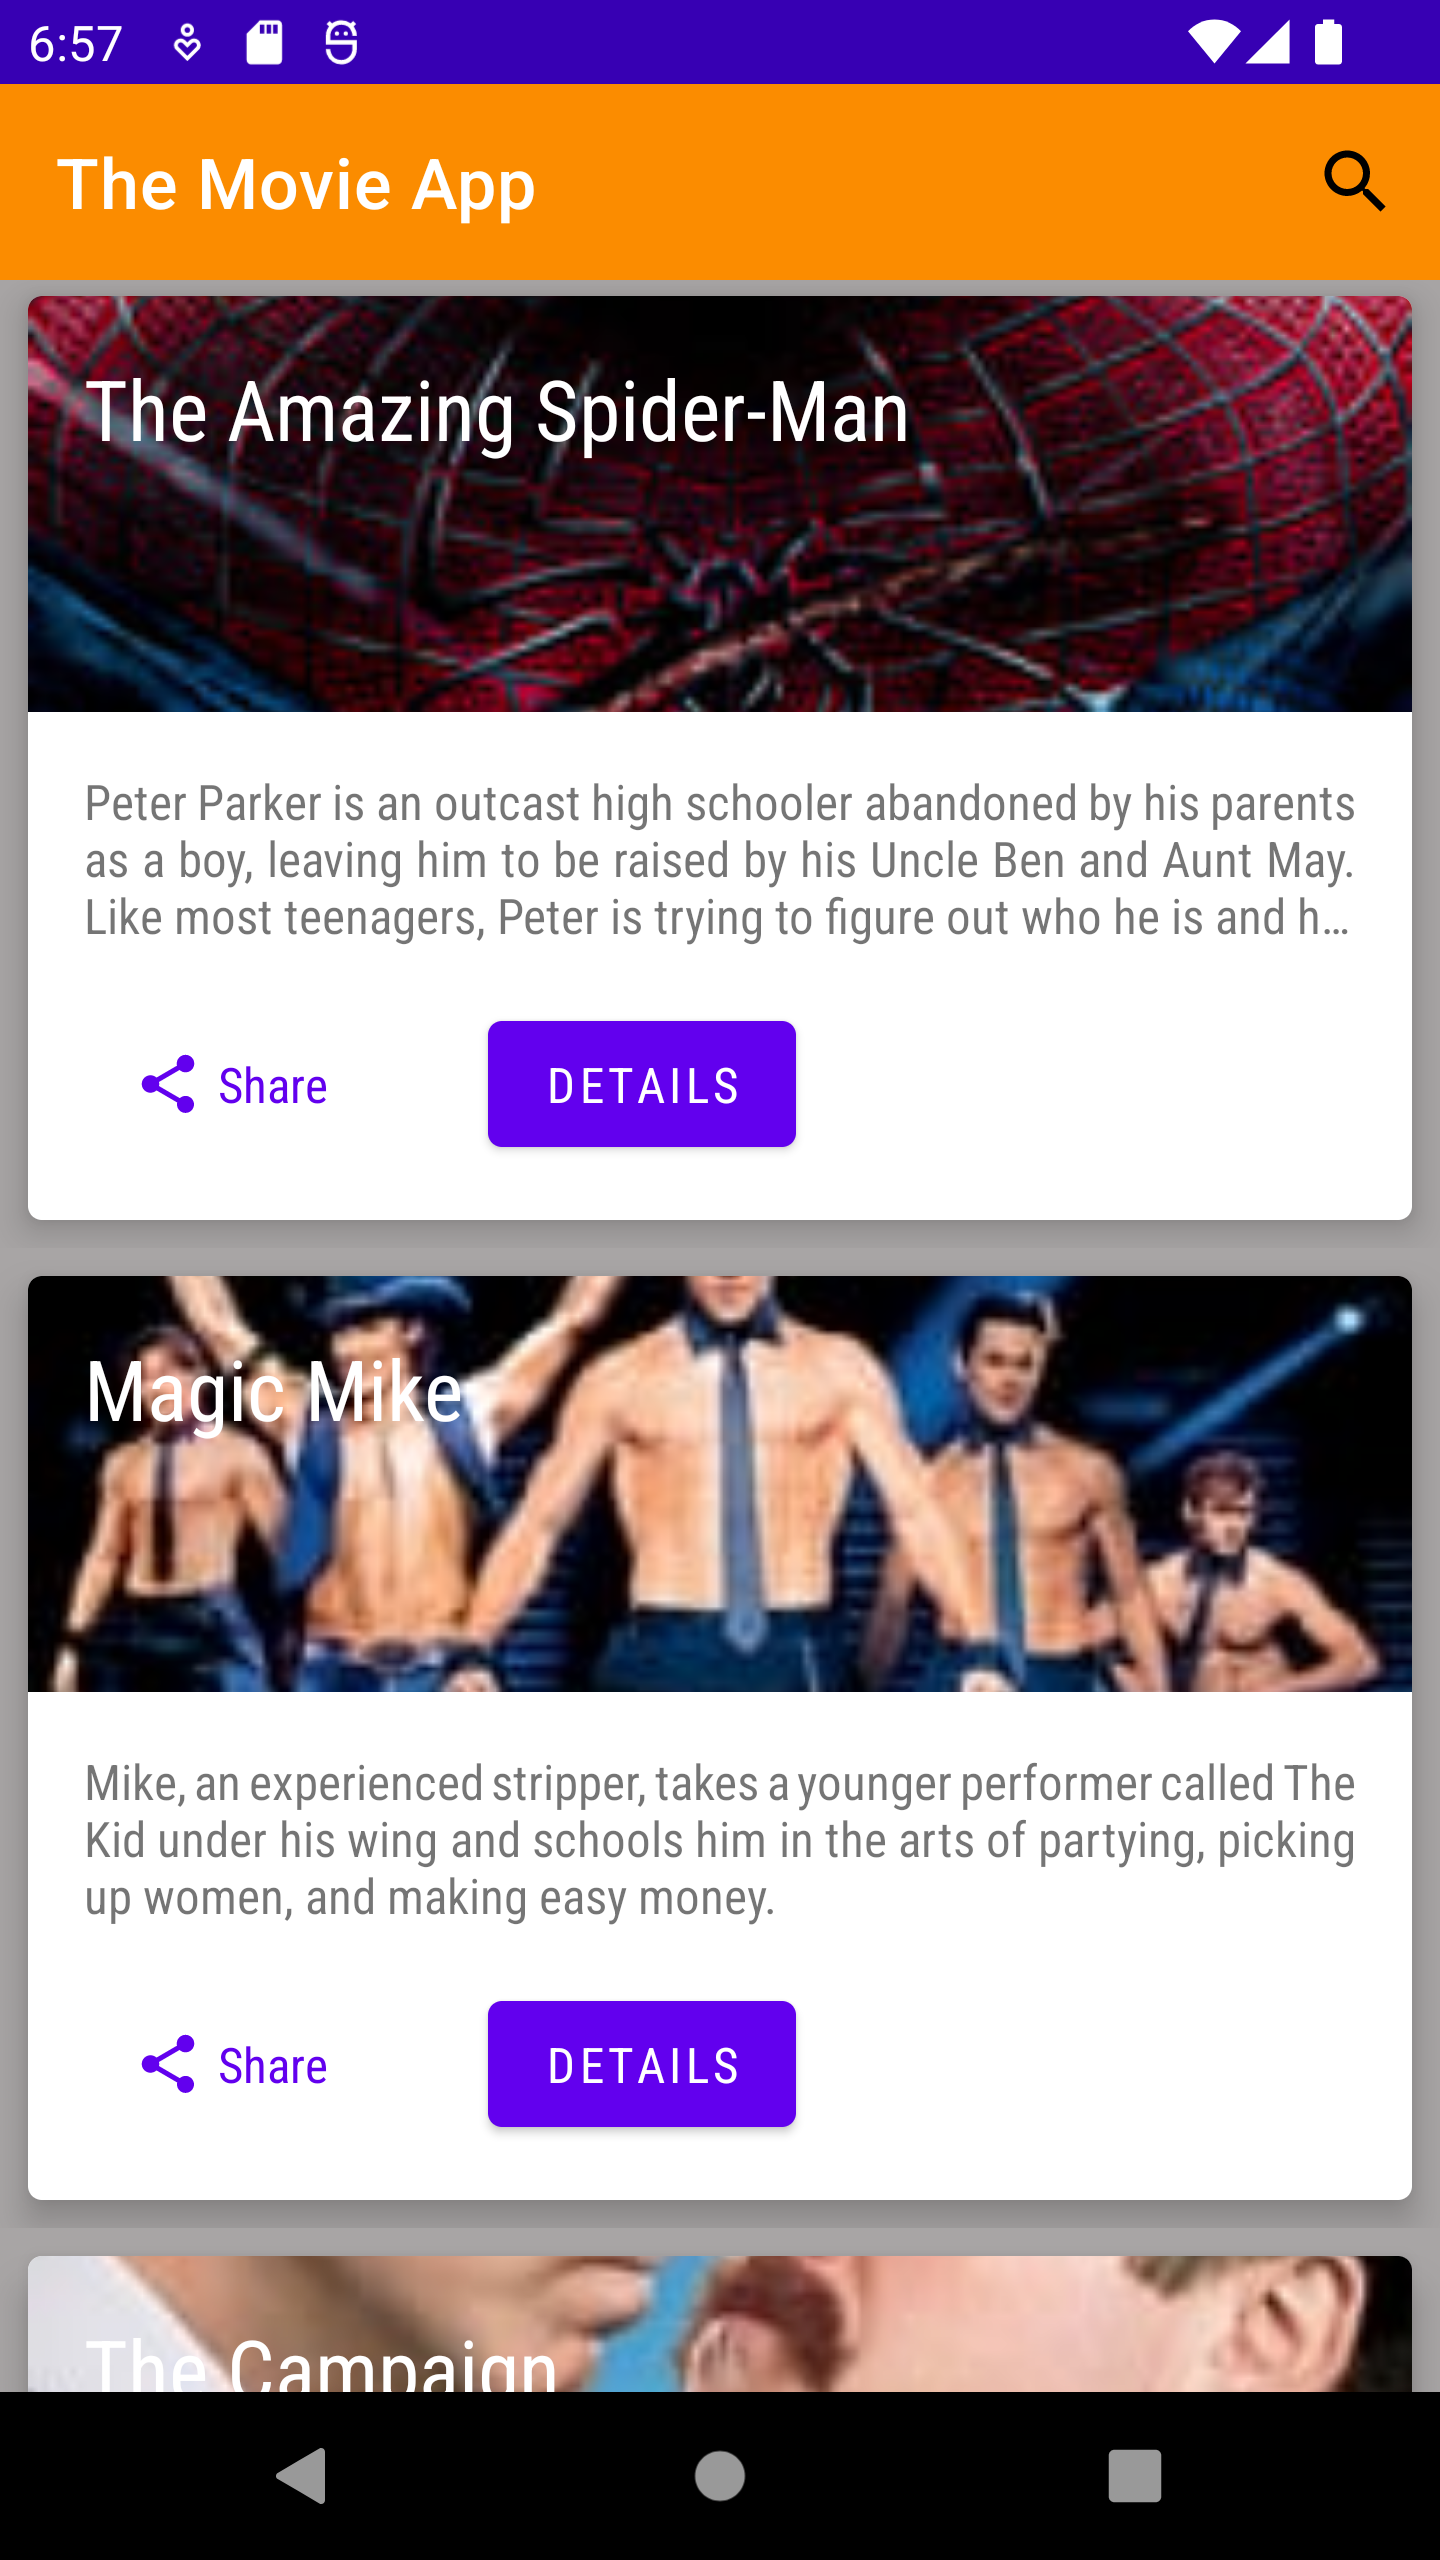 6:57
The Movie App
The Amazing Spider-Man
Peter Parker is an outcast high schooler abandoned by his parents
as a boy, leaving him to be raised by his Uncle Ben and Aunt May.
Like most teenagers, Peter is trying to figure out who he is and h…
Share
DETAILS
Magic Mike
Mike, an experienced stripper, takes a younger performer called The
Kid under his wing and schools him in the arts of partying, picking
up women, and making easy money.
Share
DETAILS
The Campaign